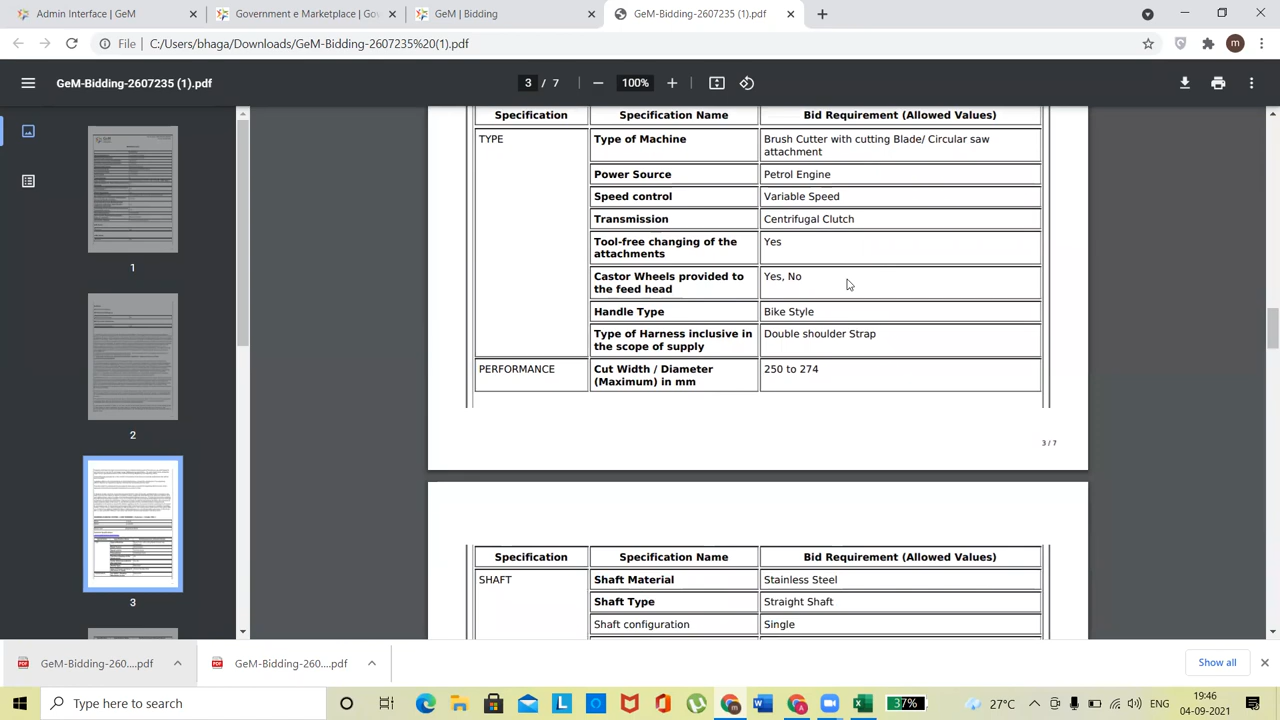 Admin Interface | GeM
Government e Marketplace | Go
GeM | Bidding
GeM-Bidding-2607235 (1).pdf
File
C:/Users/bhaga/Downloads/GeM-Bidding-2607235%20(1).pdf
m
GeM-Bidding-2607235 (1).pdf
3 / 7
100%
Specification Specification Name Bid Requirement (Allowed Values)
TYPE
Type of Machine
Brush Cutter with cutting Blade/ Circular saw
attachment
Power Source Petrol Engine
Speed control Variable Speed
Transmission Centrifugal Clutch
Tool-free changing of the
attachments
Yes
Castor Wheels provided to
the feed head
Yes, No
Handle Type Bike Style
Type of Harness inclusive in
the scope of supply
Double shoulder Strap
PERFORMANCE
Cut Width / Diameter
(Maximum) in mm
250 to 274
3 / 7
Specification Specification Name Bid Requirement (Allowed Values)
SHAFT
Shaft Material Stainless Steel
Shaft Type Straight Shaft
Shaft configuration Single
1
2
3
GeM-Bidding-260....pdf
GeM-Bidding-260....pdf
Show all
Type here to search
37%
27°C
ENG
19:46
04-09-2021